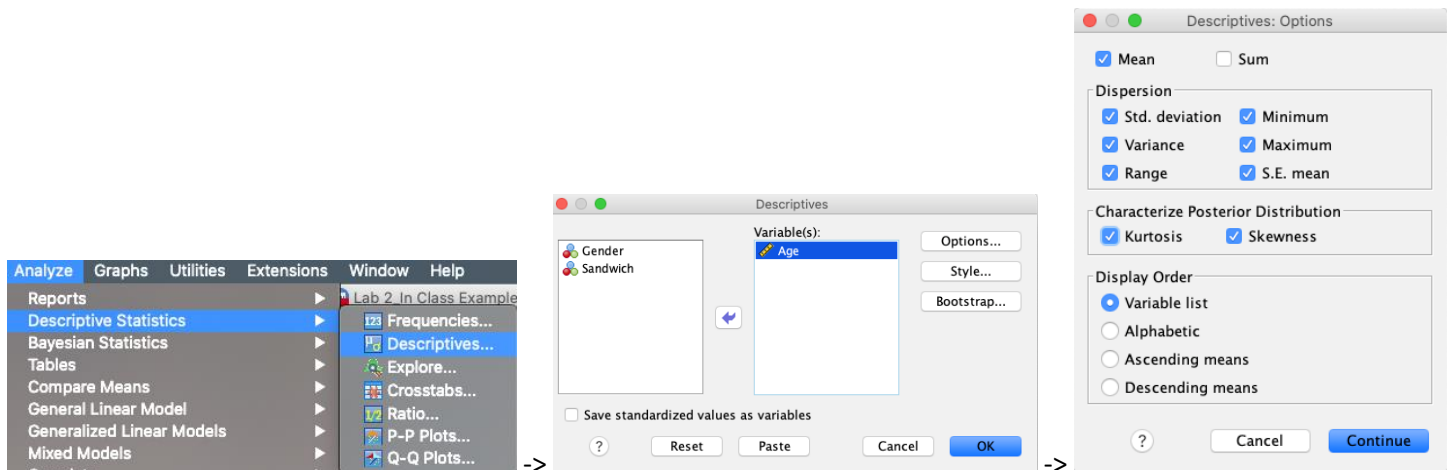 Analyze Graphs Utilities Extensions Window Help
Reports
Descriptive Statistics
Bayesian Statistics
Tables
Compare Means
General Linear Model
Generalized Linear Models
Mixed Models
Lab 2_In Class Example
Frequencies...
Descriptives...
Explore...
Crosstabs...
Ratio...
P-P Plots...
Q-Q Plots...
->
Descriptives
Gender
Sandwich
Variable(s):
Age
Options...
Style...
Bootstrap...
Save standardized values as variables
? Reset Paste Cancel OK
->
Descriptives: Options
Mean Sum
Dispersion
Std. deviation Minimum
Variance Maximum
Range S.E. mean
Characterize Posterior Distribution
Kurtosis Skewness
Display Order
Variable list
Alphabetic
Ascending means
Descending means
? Cancel Continue